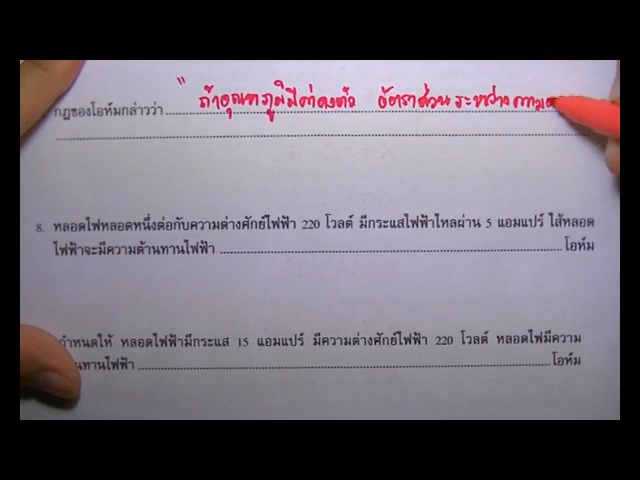 กฎของโอห์มกล่าวว่า " ถ้าอุณหภูมิมีค่าคงตัว อัตราส่วนระหว่างความต
8. หลอดไฟหลอดหนึ่งต่อกับความต่างศักย์ไฟฟ้า 220 โวลต์ มีกระแสไฟฟ้าไหลผ่าน 5 แอมแปร์ ไส้หลอด
ไฟฟ้าจะมีความต้านทานไฟฟ้า ........ โอห์ม
กำหนดให้ หลอดไฟฟ้ามีกระแส 15 แอมแปร์ มีความต่างศักย์ไฟฟ้า 220 โวลต์ หลอดไฟมีความ
นทานไฟฟ้า ........ โอห์ม